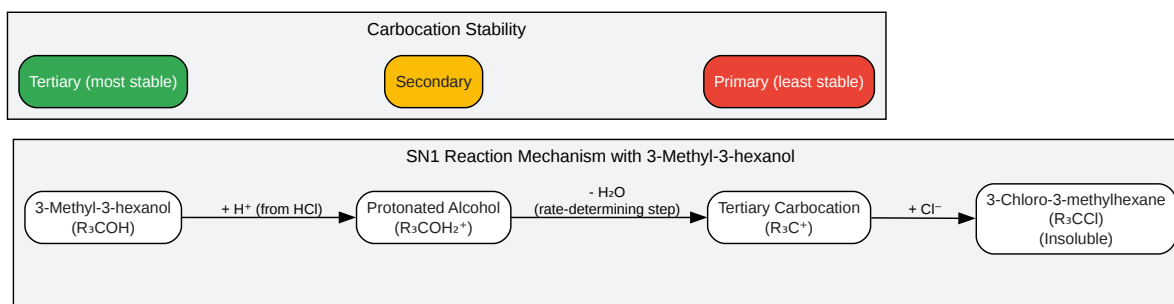 Carbocation Stability
Tertiary (most stable)
Secondary
Primary (least stable)
SN1 Reaction Mechanism with 3-Methyl-3-hexanol
3-Methyl-3-hexanol
(R₃COH)
+ H⁺ (from HCl)
Protonated Alcohol
(R₃COH₂⁺)
- H₂O
(rate-determining step)
Tertiary Carbocation
(R₃C⁺)
+ Cl⁻
3-Chloro-3-methylhexane
(R₃CCl)
(Insoluble)